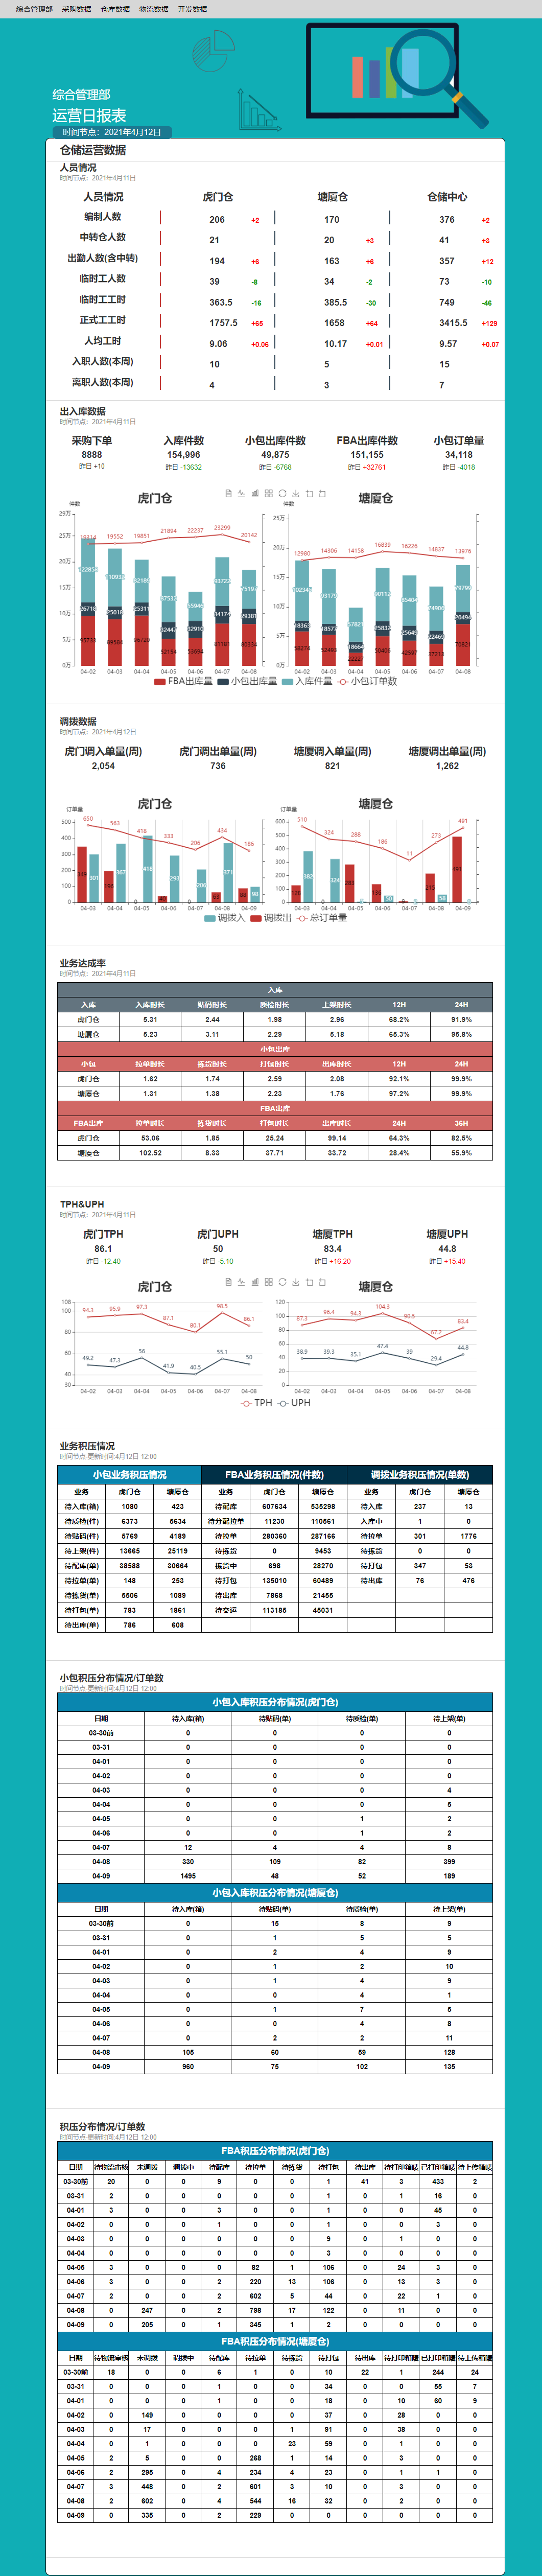 综合管理部 采购数据 仓库数据 物流数据 开发数据
综合管理部
运营日报表
时间节点：2021年4月12日
仓储运营数据
人员情况
时间节点：2021年4月11日
人员情况 虎门仓 塘厦仓 仓储中心
编制人数 206 +2 170 376 +2
中转仓人数 21 20 +3 41 +3
出勤人数(含中转) 194 +6 163 +6 357 +12
临时工人数 39 -8 34 -2 73 -10
临时工工时 363.5 -16 385.5 -30 749 -46
正式工工时 1757.5 +65 1658 +64 3415.5 +129
人均工时 9.06 +0.06 10.17 +0.01 9.57 +0.07
入职人数(本周) 10 5 15
离职人数(本周) 4 3 7
出入库数据
时间节点：2021年4月11日
采购下单 入库件数 小包出库件数 FBA出库件数 小包订单量
8888 154,996 49,875 151,155 34,118
昨日 +10 昨日 -13632 昨日 -6768 昨日 +32761 昨日 -4018
虎门仓 塘厦仓
件数 件数
19552 19851 21894 22237 23299 20142
12980 14306 14158 16839 16226 14837 13976
04-02 04-03 04-04 04-05 04-06 04-07 04-08
04-02 04-03 04-04 04-05 04-06 04-07 04-08
FBA出库量 小包出库量 入库件量 小包订单数
调拨数据
时间节点：2021年4月12日
虎门调入单量(周) 虎门调出单量(周) 塘厦调入单量(周) 塘厦调出单量(周)
2,054 736 821 1,262
虎门仓 塘厦仓
订单量 订单量
650 563 418 333 206 434 186
510 324 288 186 11 273 491
04-03 04-04 04-05 04-06 04-07 04-08 04-09
04-03 04-04 04-05 04-06 04-07 04-08 04-09
调拨入 调拨出 总订单量
业务达成率
时间节点：2021年4月11日
入库
入库 入库时长 贴码时长 质检时长 上架时长 12H 24H
虎门仓 5.31 2.44 1.98 2.96 68.2% 91.9%
塘厦仓 5.23 3.11 2.29 5.18 65.3% 95.8%
小包出库
小包 拉单时长 拣货时长 打包时长 出库时长 12H 24H
虎门仓 1.62 1.74 2.59 2.08 92.1% 99.9%
塘厦仓 1.31 1.38 2.23 1.76 97.2% 99.9%
FBA出库
FBA出库 拉单时长 拣货时长 打包时长 出库时长 24H 36H
虎门仓 53.06 1.85 25.24 99.14 64.3% 82.5%
塘厦仓 102.52 8.33 37.71 33.72 28.4% 55.9%
TPH&UPH
时间节点：2021年4月11日
虎门TPH 虎门UPH 塘厦TPH 塘厦UPH
86.1 50 83.4 44.8
昨日 -12.40 昨日 -5.10 昨日 +16.20 昨日 +15.40
虎门仓 塘厦仓
94.3 95.9 97.3 87.1 80.1 98.5 86.1
49.2 47.3 56 41.9 40.5 55.1 50
87.3 96.4 94.3 104.3 90.5 67.2 83.4
38.9 39.3 35.1 47.4 39 29.4 44.8
04-02 04-03 04-04 04-05 04-06 04-07 04-08
04-02 04-03 04-04 04-05 04-06 04-07 04-08
TPH UPH
业务积压情况
时间节点-更新时间:4月12日 12:00
小包业务积压情况 FBA业务积压情况(件数) 调拨业务积压情况(单数)
业务 虎门仓 塘厦仓 业务 虎门仓 塘厦仓 业务 虎门仓 塘厦仓
待入库(箱) 1080 423 待配库 607634 535298 待入库 237 13
待质检(件) 6373 5634 待分配拉单 11230 110561 入库中 1 0
待贴码(件) 5769 4189 待拉单 280360 287166 待拉单 301 1776
待上架(件) 13665 25119 待拣货 0 9453 待拣货 0 0
待配库(单) 38588 30664 拣货中 698 28270 待打包 347 53
待拉单(单) 148 253 待打包 135010 60489 待出库 76 476
待拣货(单) 5506 1089 待出库 7868 21455
待打包(单) 783 1861 待交运 113185 45031
待出库(单) 786 608
小包积压分布情况/订单数
时间节点-更新时间:4月12日 12:00
小包入库积压分布情况(虎门仓)
日期 待入库(箱) 待贴码(单) 待质检(单) 待上架(单)
03-30前 0 0 0 0
03-31 0 0 0 0
04-01 0 0 0 0
04-02 0 0 0 0
04-03 0 0 0 4
04-04 0 0 0 5
04-05 0 0 1 2
04-06 0 0 1 2
04-07 12 4 4 8
04-08 330 109 82 399
04-09 1495 48 52 189
小包入库积压分布情况(塘厦仓)
日期 待入库(箱) 待贴码(单) 待质检(单) 待上架(单)
03-30前 0 15 8 9
03-31 0 1 5 5
04-01 0 2 4 9
04-02 0 1 2 10
04-03 0 1 4 9
04-04 0 0 4 1
04-05 0 1 7 5
04-06 0 0 4 8
04-07 0 2 2 11
04-08 105 60 59 128
04-09 960 75 102 135
积压分布情况/订单数
时间节点-更新时间:4月12日 12:00
FBA积压分布情况(虎门仓)
日期 待物流审核 未调拨 调拨中 待配库 待拉单 待拣货 待打包 待出库 待打印箱唛 已打印箱唛 待上传箱唛
03-30前 20 0 0 9 0 0 1 41 3 433 2
03-31 2 0 0 0 0 0 1 0 1 16 0
04-01 3 0 0 3 0 0 1 0 0 45 0
04-02 0 0 0 1 0 0 1 0 0 3 0
04-03 0 0 0 0 0 0 9 0 1 0 0
04-04 0 0 0 0 0 0 3 0 0 0 0
04-05 3 0 0 0 82 1 106 0 24 3 0
04-06 3 0 0 2 220 13 106 0 13 3 0
04-07 2 0 0 2 602 5 44 0 22 1 0
04-08 0 247 0 2 798 17 122 0 11 0 0
04-09 0 205 0 1 345 1 2 0 0 0 0
FBA积压分布情况(塘厦仓)
日期 待物流审核 未调拨 调拨中 待配库 待拉单 待拣货 待打包 待出库 待打印箱唛 已打印箱唛 待上传箱唛
03-30前 18 0 0 6 1 0 10 22 1 244 24
03-31 0 0 0 1 0 0 34 0 0 55 7
04-01 0 0 0 1 0 0 18 0 10 60 9
04-02 0 149 0 0 0 0 37 0 28 0 0
04-03 0 17 0 0 0 1 91 0 38 0 0
04-04 0 1 0 0 0 23 59 0 1 0 0
04-05 2 5 0 0 268 1 14 0 3 0 0
04-06 2 295 0 4 234 4 23 0 1 1 0
04-07 3 448 0 2 601 3 10 0 3 0 0
04-08 2 602 0 4 544 16 32 0 2 0 0
04-09 0 335 0 2 229 0 0 0 0 0 0